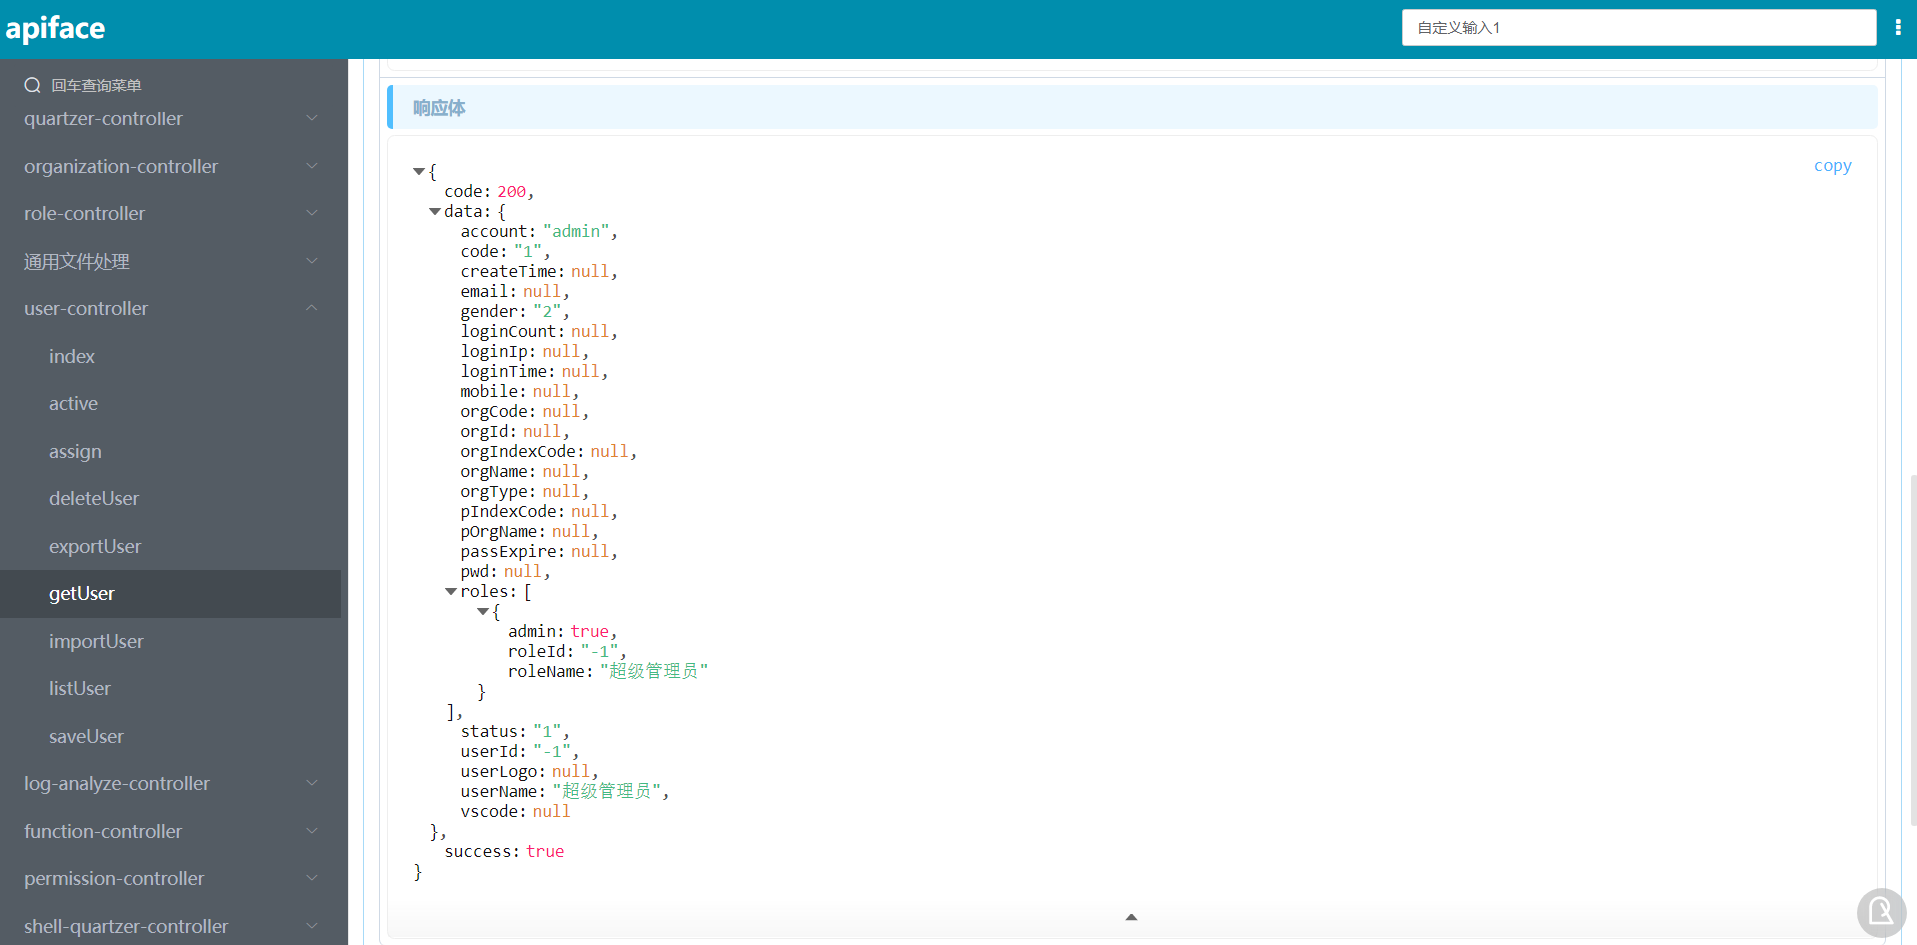 apiface
自定义输入1
回车查询菜单
quartzer-controller
organization-controller
role-controller
通用文件处理
user-controller
index
active
assign
deleteUser
exportUser
getUser
importUser
listUser
saveUser
log-analyze-controller
function-controller
permission-controller
shell-quartzer-controller
响应体
copy
{
code: 200,
data: {
account: "admin",
code: "1",
createTime: null,
email: null,
gender: "2",
loginCount: null,
loginIp: null,
loginTime: null,
mobile: null,
orgCode: null,
orgId: null,
orgIndexCode: null,
orgName: null,
orgType: null,
pIndexCode: null,
pOrgName: null,
passExpire: null,
pwd: null,
roles: [
{
admin: true,
roleId: "-1",
roleName: "超级管理员"
}
],
status: "1",
userId: "-1",
userLogo: null,
userName: "超级管理员",
vscode: null
},
success: true
}